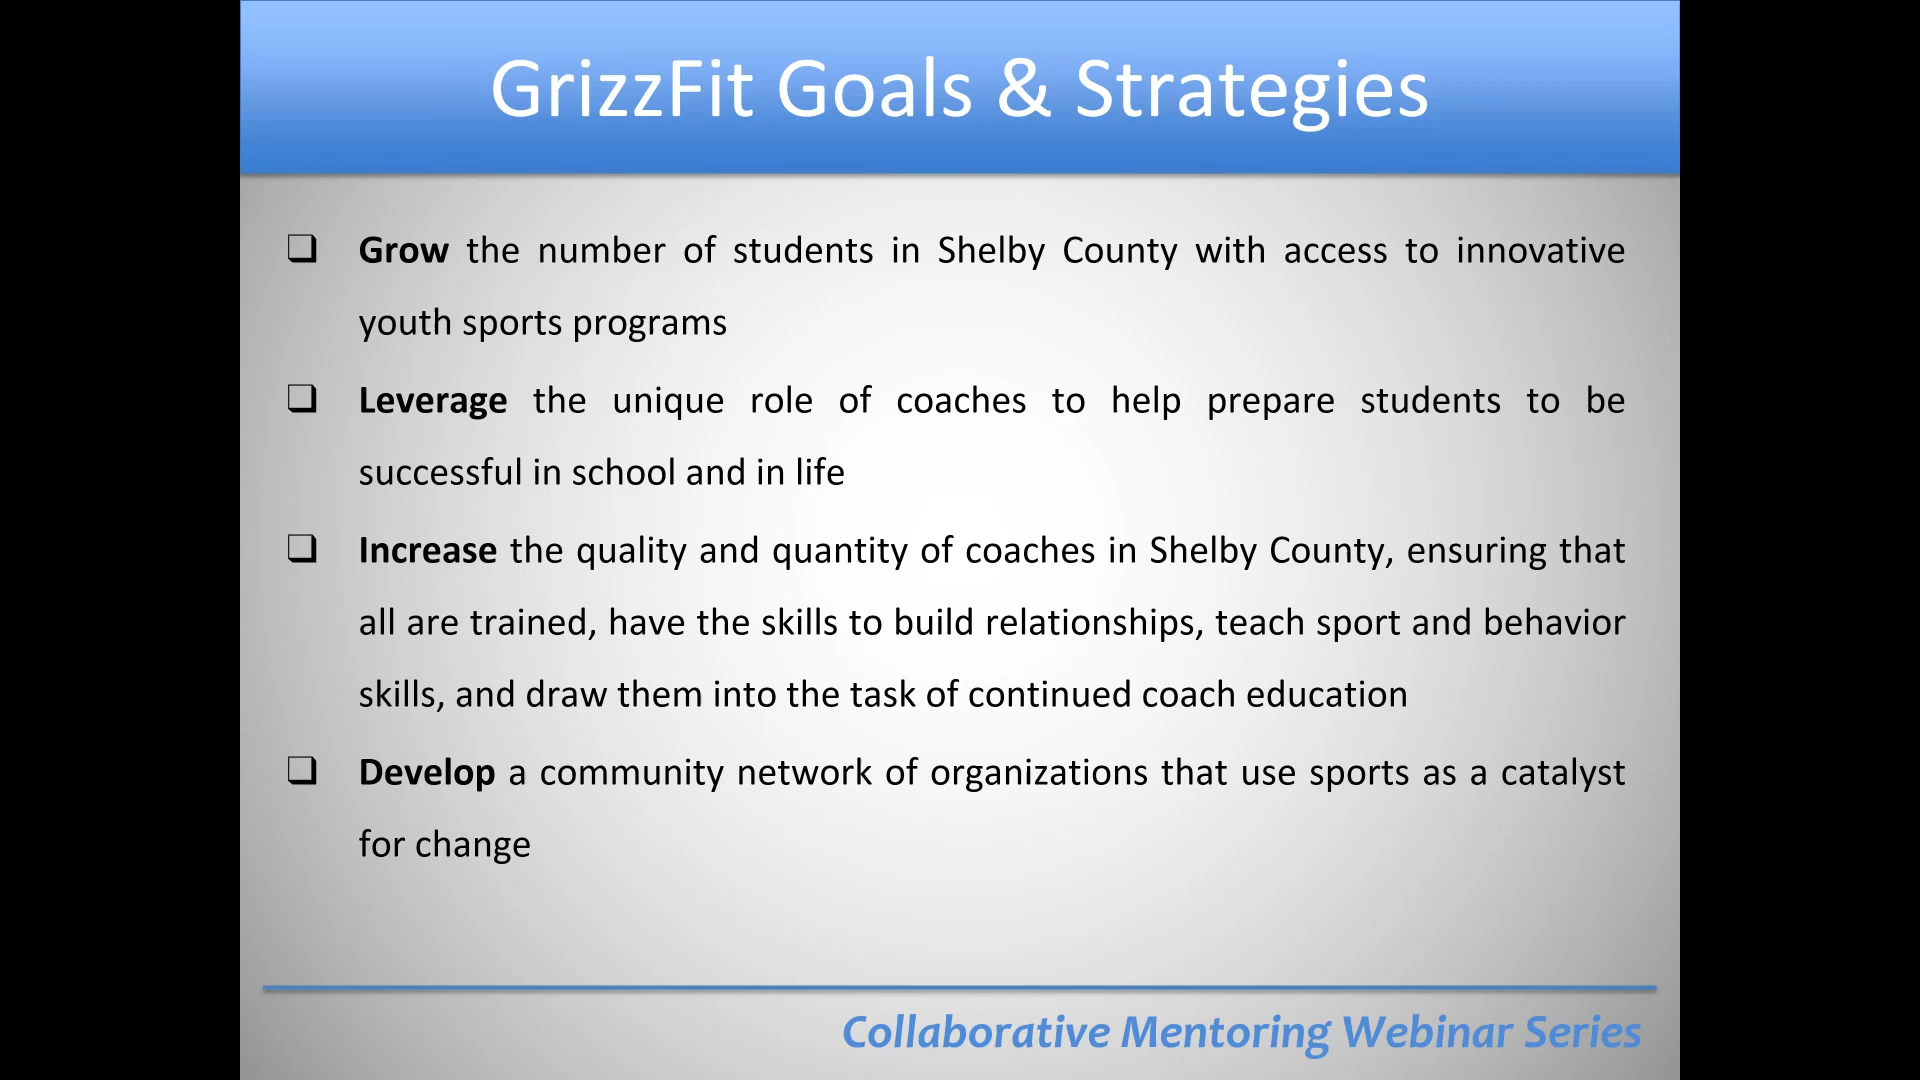 GrizzFit Goals & Strategies
❑ Grow the number of students in Shelby County with access to innovative
youth sports programs
❑ Leverage the unique role of coaches to help prepare students to be
successful in school and in life
❑ Increase the quality and quantity of coaches in Shelby County, ensuring that
all are trained, have the skills to build relationships, teach sport and behavior
skills, and draw them into the task of continued coach education
❑ Develop a community network of organizations that use sports as a catalyst
for change
Collaborative Mentoring Webinar Series